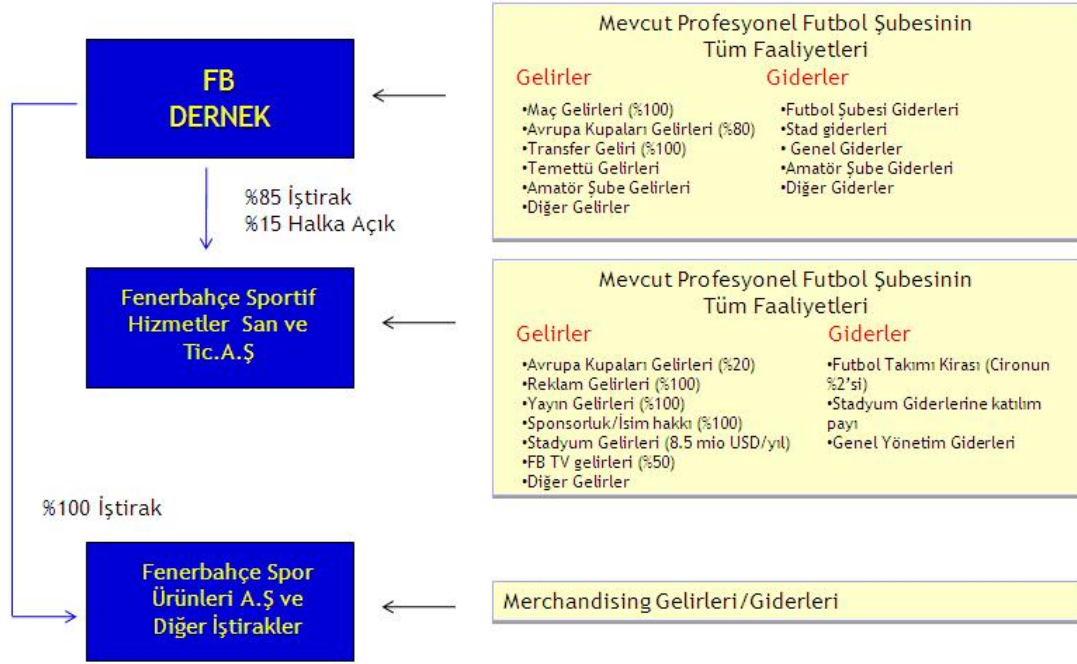 FB
DERNEK
Mevcut Profesyonel Futbol Şubesinin
Tüm Faaliyetleri
Gelirler
•Maç Gelirleri (%100)
•Avrupa Kupaları Gelirleri (%80)
•Transfer Geliri (%100)
•Temettü Gelirleri
•Amatör Şube Gelirleri
•Diğer Gelirler
Giderler
•Futbol Şubesi Giderleri
•Stad giderleri
• Genel Giderler
•Amatör Şube Giderleri
•Diğer Giderler
%85 İştirak
%15 Halka Açık
Fenerbahçe Sportif
Hizmetler San ve
Tic.A.Ş
Mevcut Profesyonel Futbol Şubesinin
Tüm Faaliyetleri
Gelirler
•Avrupa Kupaları Gelirleri (%20)
•Reklam Gelirleri (%100)
•Yayın Gelirleri (%100)
•Sponsorluk/İsim hakkı (%100)
•Stadyum Gelirleri (8.5 mio USD/yıl)
•FB TV gelirleri (%50)
•Diğer Gelirler
Giderler
•Futbol Takımı Kirası (Cironun
%2'si)
•Stadyum Giderlerine katılım
payı
•Genel Yönetim Giderleri
%100 İştirak
Fenerbahçe Spor
Ürünleri A.Ş ve
Diğer İştirakler
Merchandising Gelirleri/Giderleri